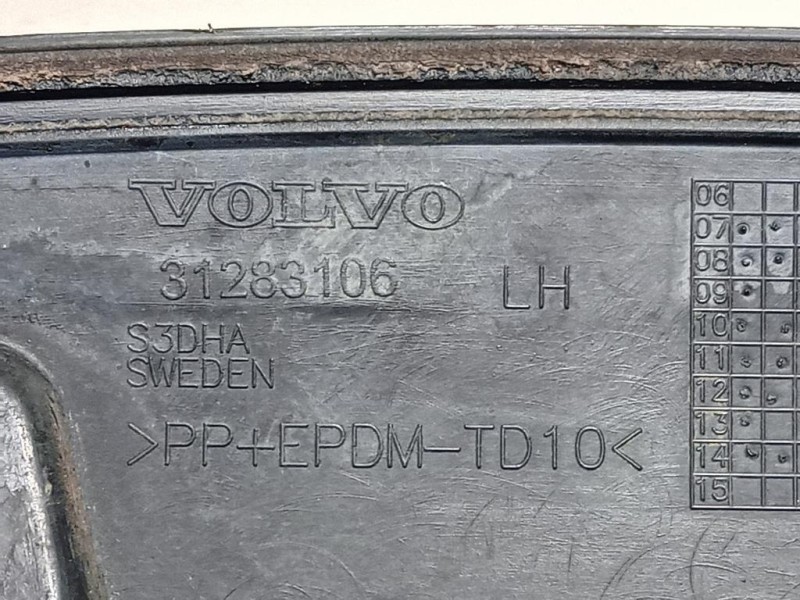 VOLVO
31283106 LH
S3DHA
SWEDEN
>PP+EPDM-TD10<
06
07
08
09
10
11
12
13
14
15